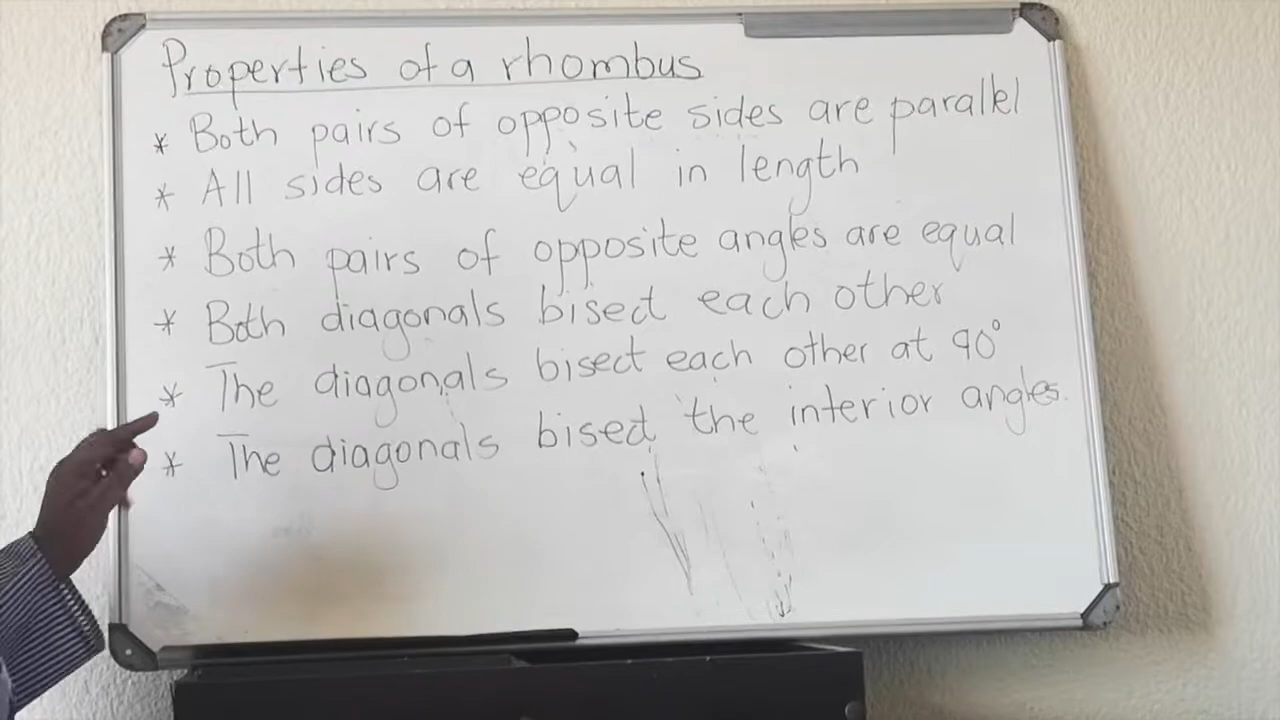 Properties of a rhombus
* Both pairs of opposite sides are parallel
* All sides are equal in length
* Both pairs of opposite angles are equal
* Both diagonals bisect each other
* The diagonals bisect each other at 90°
* The diagonals bisect the interior angles.